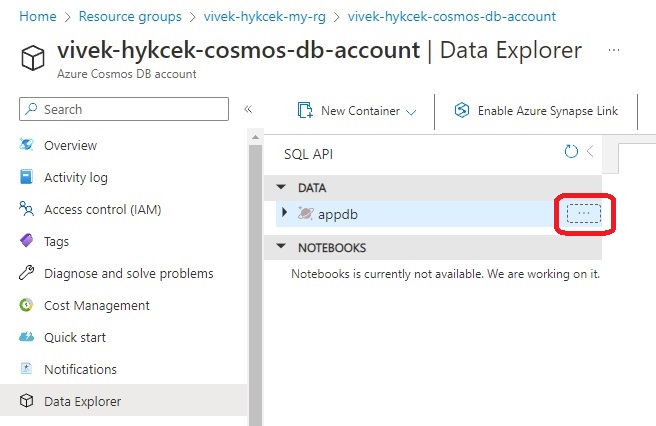 Home > Resource groups > vivek-hykcek-my-rg > vivek-hykcek-cosmos-db-account
vivek-hykcek-cosmos-db-account | Data Explorer ...
Azure Cosmos DB account
Search «
Overview
Activity log
Access control (IAM)
Tags
Diagnose and solve problems
Cost Management
Quick start
Notifications
Data Explorer
New Container
Enable Azure Synapse Link
SQL API
DATA
appdb ...
NOTEBOOKS
Notebooks is currently not available. We are working on it.